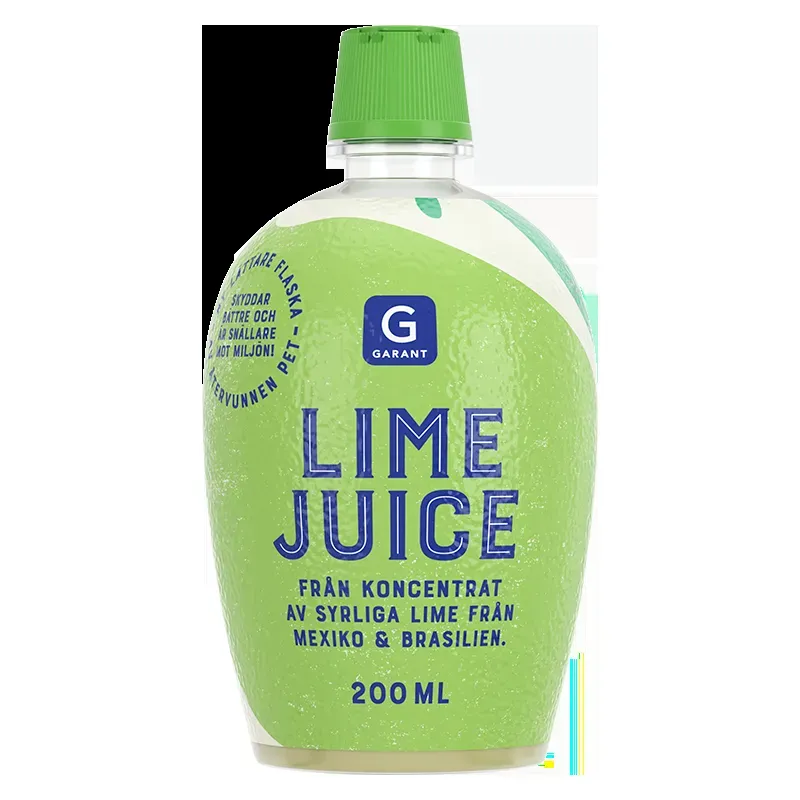 LÄTTARE FLASKA
SKYDDAR
BÄTTRE OCH
ÄR SNÄLLARE
MOT MILJÖN!
ÅTERVUNNEN PET
G
GARANT
LIME
JUICE
FRÅN KONCENTRAT
AV SYRLIGA LIME FRÅN
MEXIKO & BRASILIEN.
200 ML